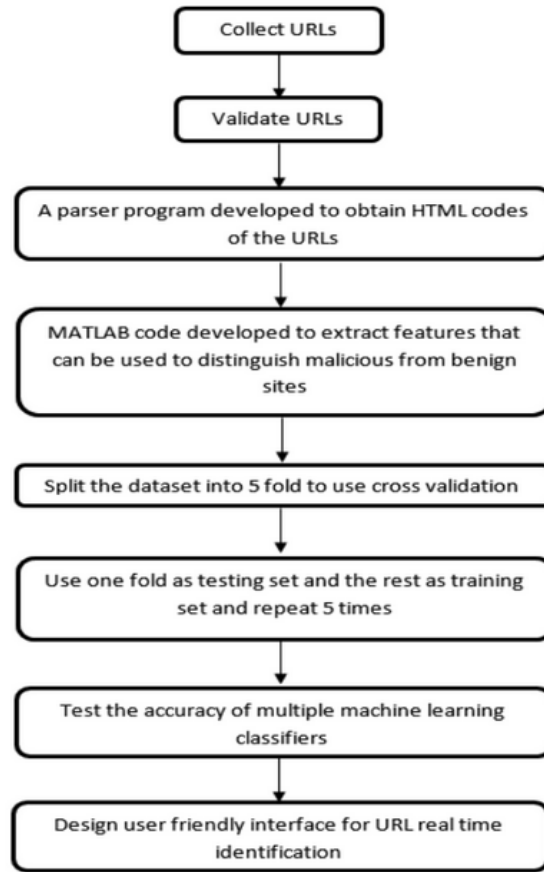 Collect URLs
Validate URLs
A parser program developed to obtain HTML codes
of the URLs
MATLAB code developed to extract features that
can be used to distinguish malicious from benign
sites
Split the dataset into 5 fold to use cross validation
Use one fold as testing set and the rest as training
set and repeat 5 times
Test the accuracy of multiple machine learning
classifiers
Design user friendly interface for URL real time
identification